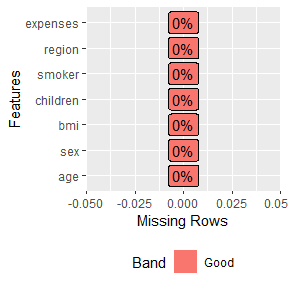 Features
expenses 0%
region 0%
smoker 0%
children 0%
bmi 0%
sex 0%
age 0%
-0.050 -0.025 0.000 0.025 0.05
Missing Rows
Band Good